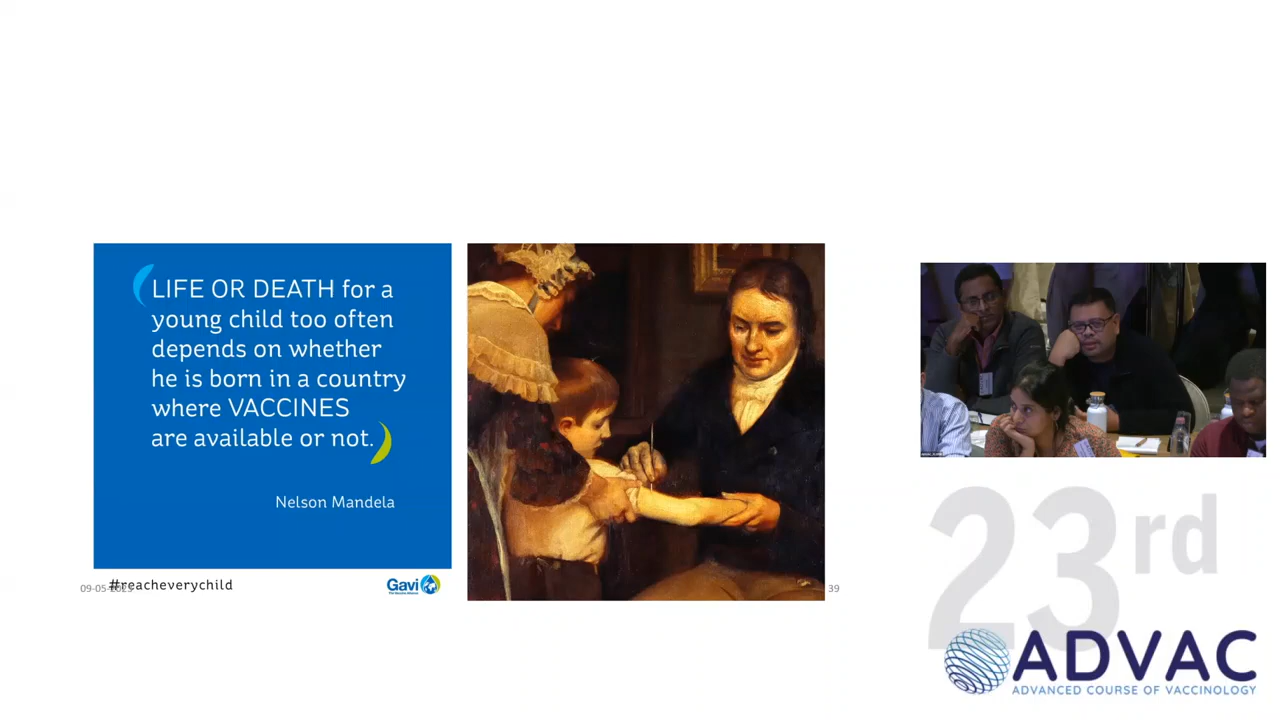 LIFE OR DEATH for a
young child too often
depends on whether
he is born in a country
where VACCINES
are available or not.
Nelson Mandela
#reacheverychild
Gavi
09-05-2023
39
23rd
ADVAC
ADVANCED COURSE OF VACCINOLOGY